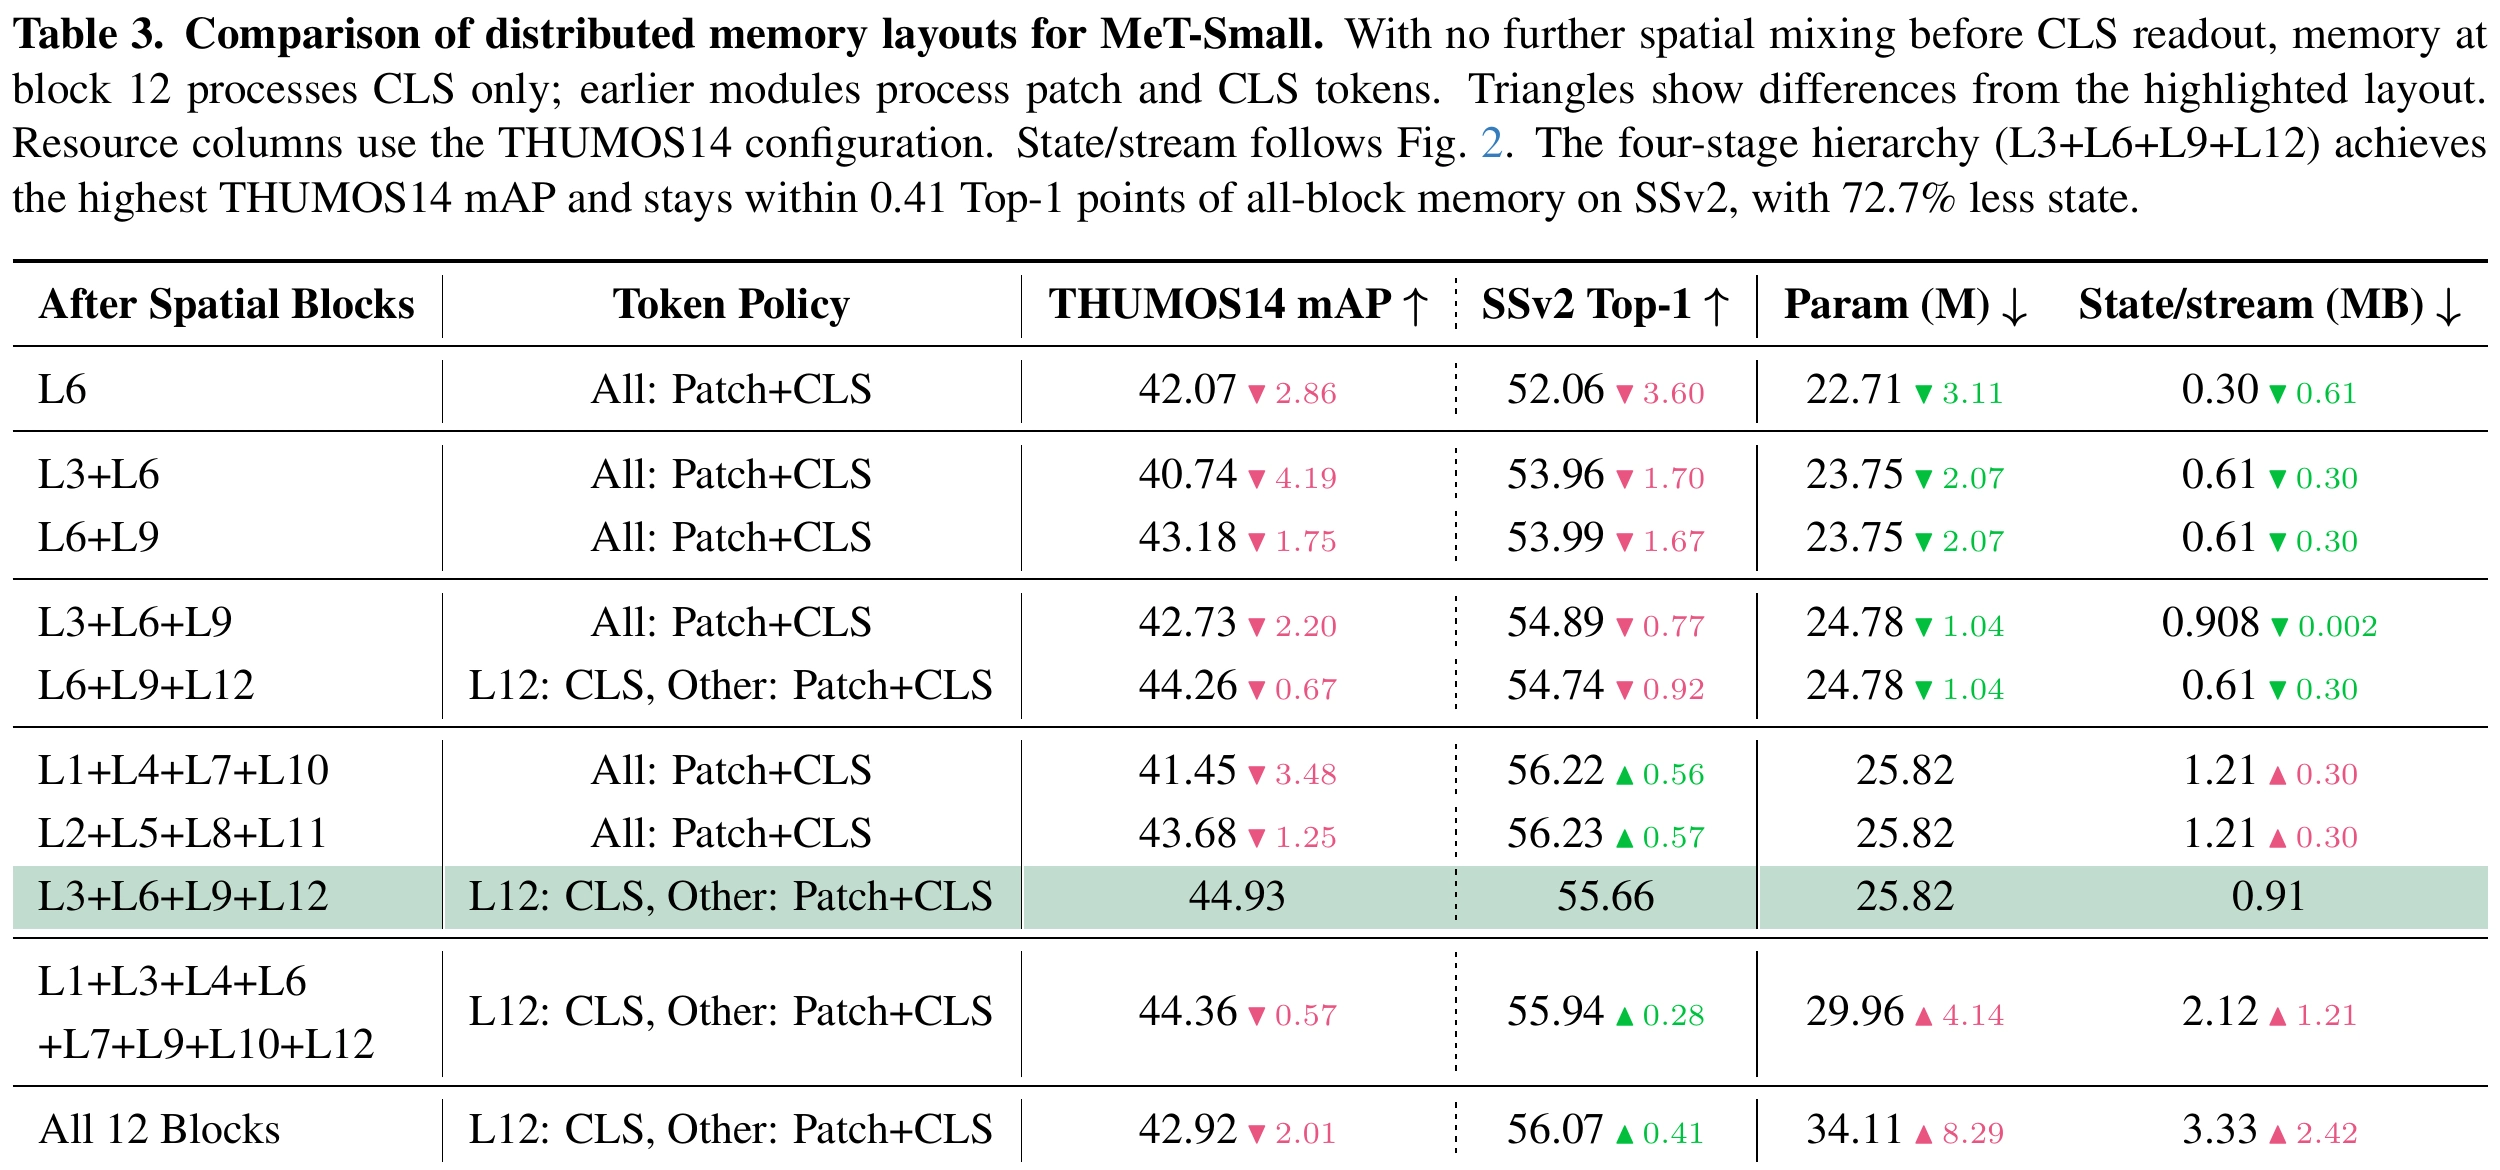 Table 3. Comparison of distributed memory layouts for MeT-Small. With no further spatial mixing before CLS readout, memory at
block 12 processes CLS only; earlier modules process patch and CLS tokens. Triangles show differences from the highlighted layout.
Resource columns use the THUMOS14 configuration. State/stream follows Fig. 2. The four-stage hierarchy (L3+L6+L9+L12) achieves
the highest THUMOS14 mAP and stays within 0.41 Top-1 points of all-block memory on SSv2, with 72.7% less state.
After Spatial Blocks Token Policy THUMOS14 mAP ↑ SSv2 Top-1 ↑ Param (M) ↓ State/stream (MB) ↓
L6 All: Patch+CLS 42.07 ▼ 2.86 52.06 ▼ 3.60 22.71 ▼ 3.11 0.30 ▼ 0.61
L3+L6 All: Patch+CLS 40.74 ▼ 4.19 53.96 ▼ 1.70 23.75 ▼ 2.07 0.61 ▼ 0.30
L6+L9 All: Patch+CLS 43.18 ▼ 1.75 53.99 ▼ 1.67 23.75 ▼ 2.07 0.61 ▼ 0.30
L3+L6+L9 All: Patch+CLS 42.73 ▼ 2.20 54.89 ▼ 0.77 24.78 ▼ 1.04 0.908 ▼ 0.002
L6+L9+L12 L12: CLS, Other: Patch+CLS 44.26 ▼ 0.67 54.74 ▼ 0.92 24.78 ▼ 1.04 0.61 ▼ 0.30
L1+L4+L7+L10 All: Patch+CLS 41.45 ▼ 3.48 56.22 ▲ 0.56 25.82 1.21 ▲ 0.30
L2+L5+L8+L11 All: Patch+CLS 43.68 ▼ 1.25 56.23 ▲ 0.57 25.82 1.21 ▲ 0.30
L3+L6+L9+L12 L12: CLS, Other: Patch+CLS 44.93 55.66 25.82 0.91
L1+L3+L4+L6
+L7+L9+L10+L12 L12: CLS, Other: Patch+CLS 44.36 ▼ 0.57 55.94 ▲ 0.28 29.96 ▲ 4.14 2.12 ▲ 1.21
All 12 Blocks L12: CLS, Other: Patch+CLS 42.92 ▼ 2.01 56.07 ▲ 0.41 34.11 ▲ 8.29 3.33 ▲ 2.42